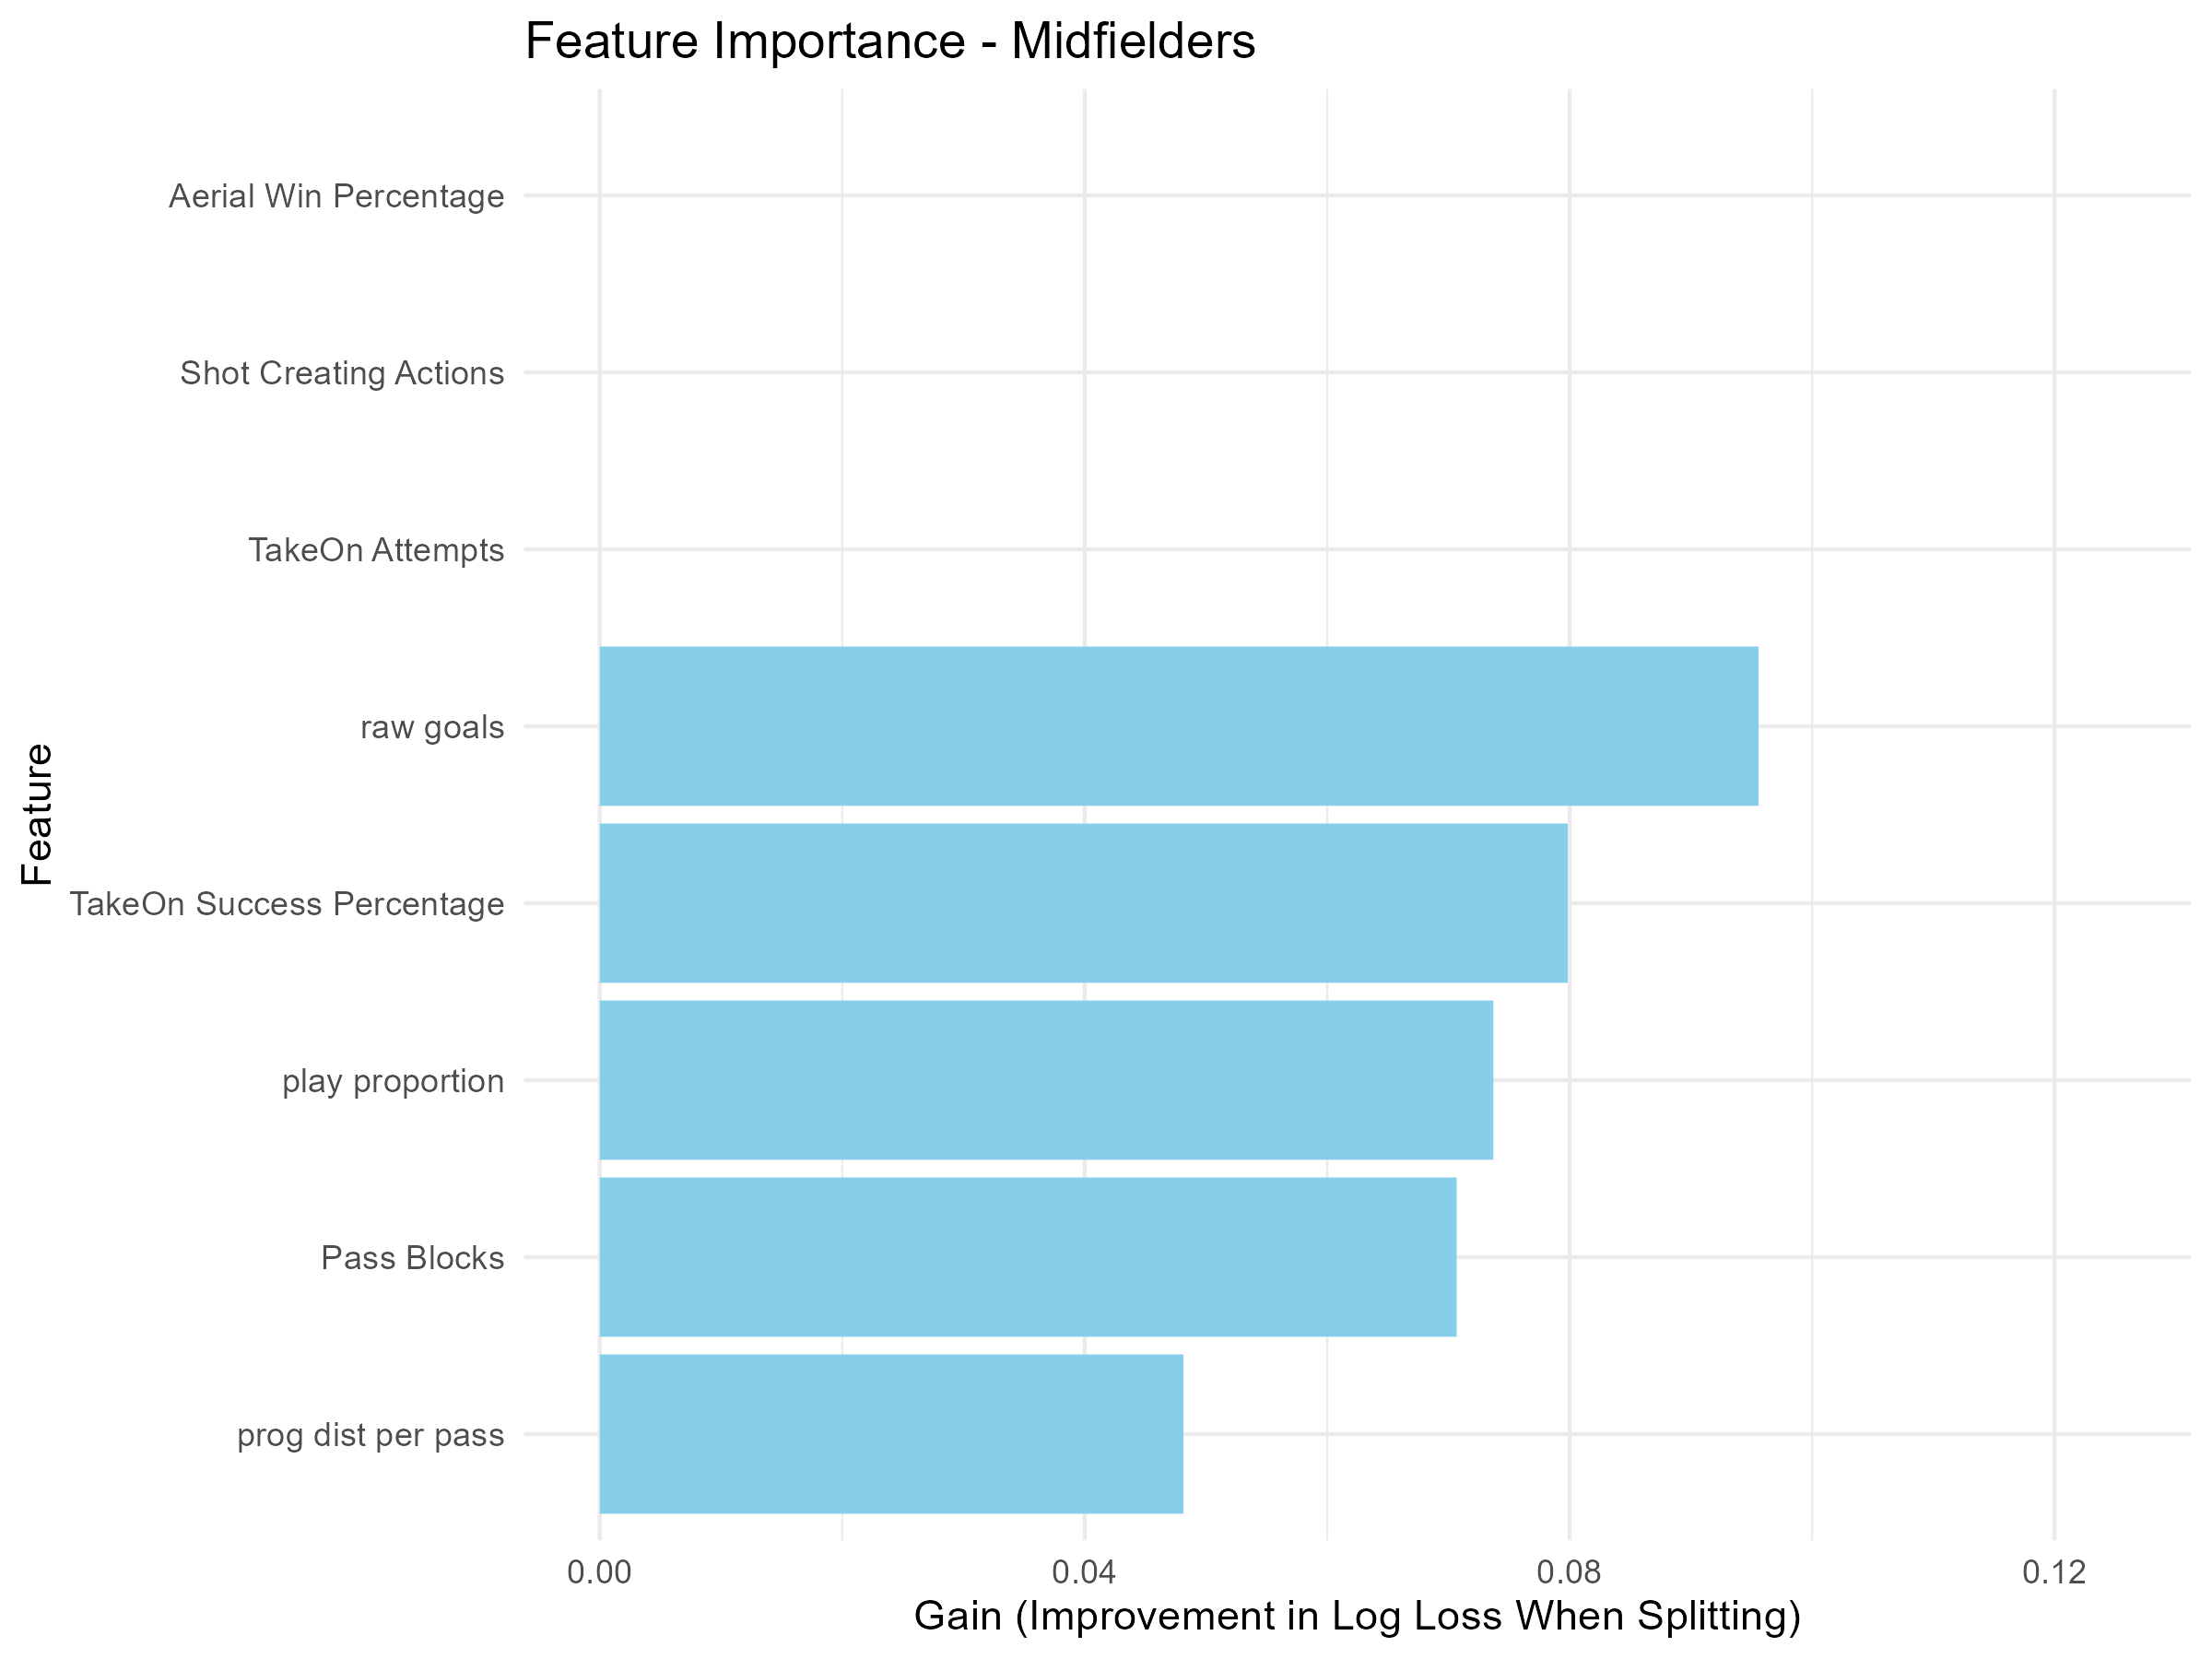 Feature Importance - Midfielders
Feature
Aerial Win Percentage
Shot Creating Actions
TakeOn Attempts
raw goals
TakeOn Success Percentage
play proportion
Pass Blocks
prog dist per pass
0.00 0.04 0.08 0.12
Gain (Improvement in Log Loss When Splitting)